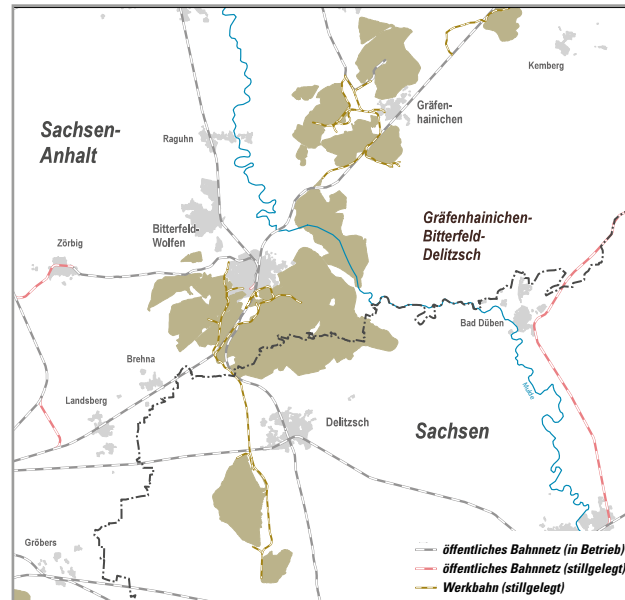 Kemberg
Gräfen-
hainichen
Sachsen-
Anhalt
Raguhn
Gräfenhainichen-
Bitterfeld-
Delitzsch
Bitterfeld-
Wolfen
Zörbig
Bad Düben
Brehna
Mulde
Landsberg
Delitzsch
Sachsen
Gröbers
öffentliches Bahnnetz (in Betrieb)
öffentliches Bahnnetz (stillgelegt)
Werkbahn (stillgelegt)